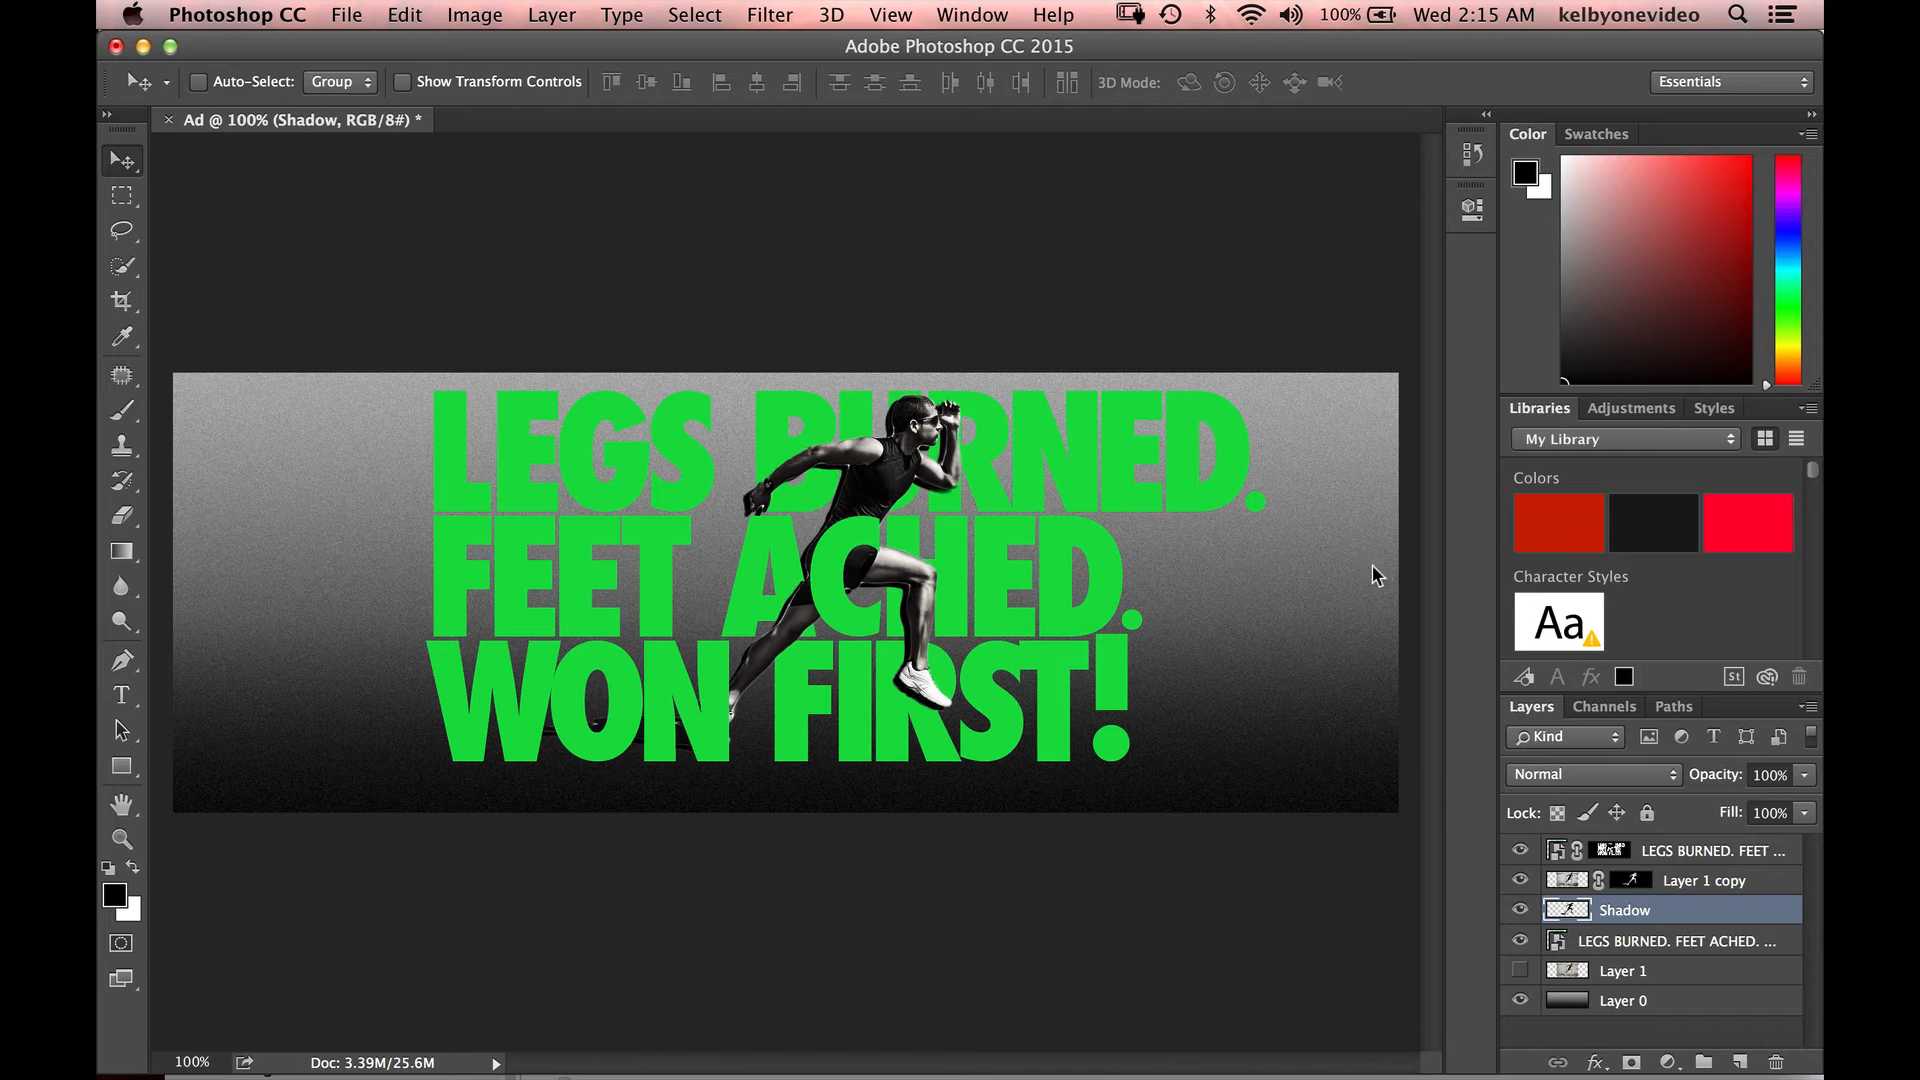 Photoshop CC File Edit Image Layer Type Select Filter 3D View Window Help 100% Wed 2:15 AM kelbyonevideo
Adobe Photoshop CC 2015
Auto-Select: Group Show Transform Controls 3D Mode: Essentials
× Ad @ 100% (Shadow, RGB/8#) *
Color Swatches
LEGS BURNED.
FEET ACHED.
WON FIRST!
Libraries Adjustments Styles
My Library
Colors
Character Styles
Aa
A fx St
Layers Channels Paths
Kind T
Normal Opacity: 100%
Lock: Fill: 100%
LEGS BURNED. FEET ...
Layer 1 copy
Shadow
LEGS BURNED. FEET ACHED. ...
Layer 1
Layer 0
T
100% Doc: 3.39M/25.6M
fx